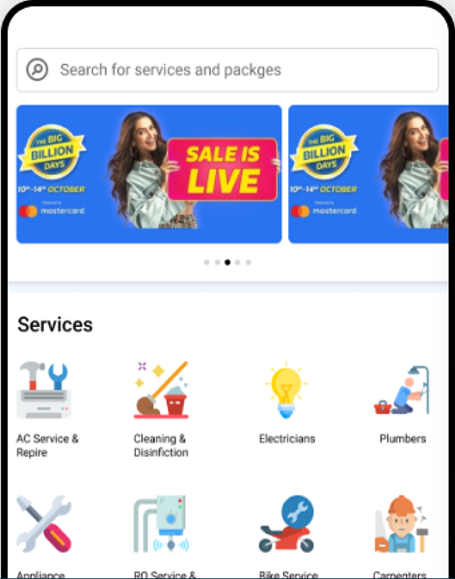 Search for services and packges
THE BIG
BILLION
DAYS
10th-14th OCTOBER
Powered by
mastercard
SALE IS
LIVE
THE BIG
BILLION
DAYS
10th-14th OCTOBER
Powered by
mastercard
Services
AC Service &
Repire
Cleaning &
Disinfiction
Electricians
Plumbers
Appliance
RO Service &
Bike Service
Carpenters